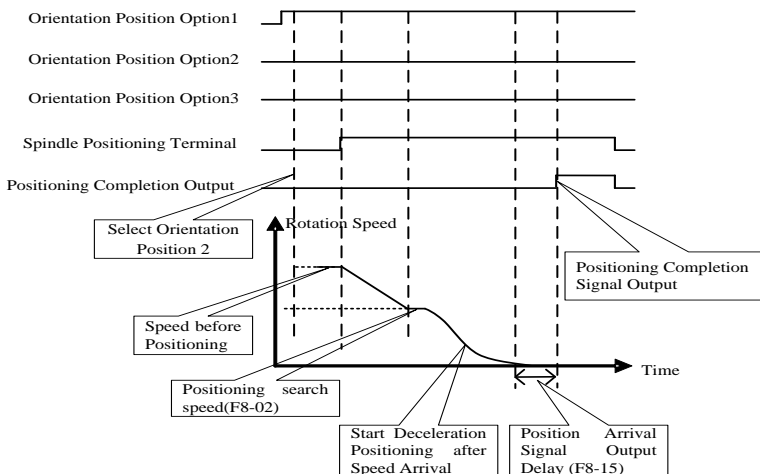 Orientation Position Option1
Orientation Position Option2
Orientation Position Option3
Spindle Positioning Terminal
Positioning Completion Output
Select Orientation
Position 2
Rotation Speed
Positioning Completion
Signal Output
Speed before
Positioning
Time
Positioning search
speed(F8-02)
Start Deceleration
Positioning after
Speed Arrival
Position Arrival
Signal Output
Delay (F8-15)